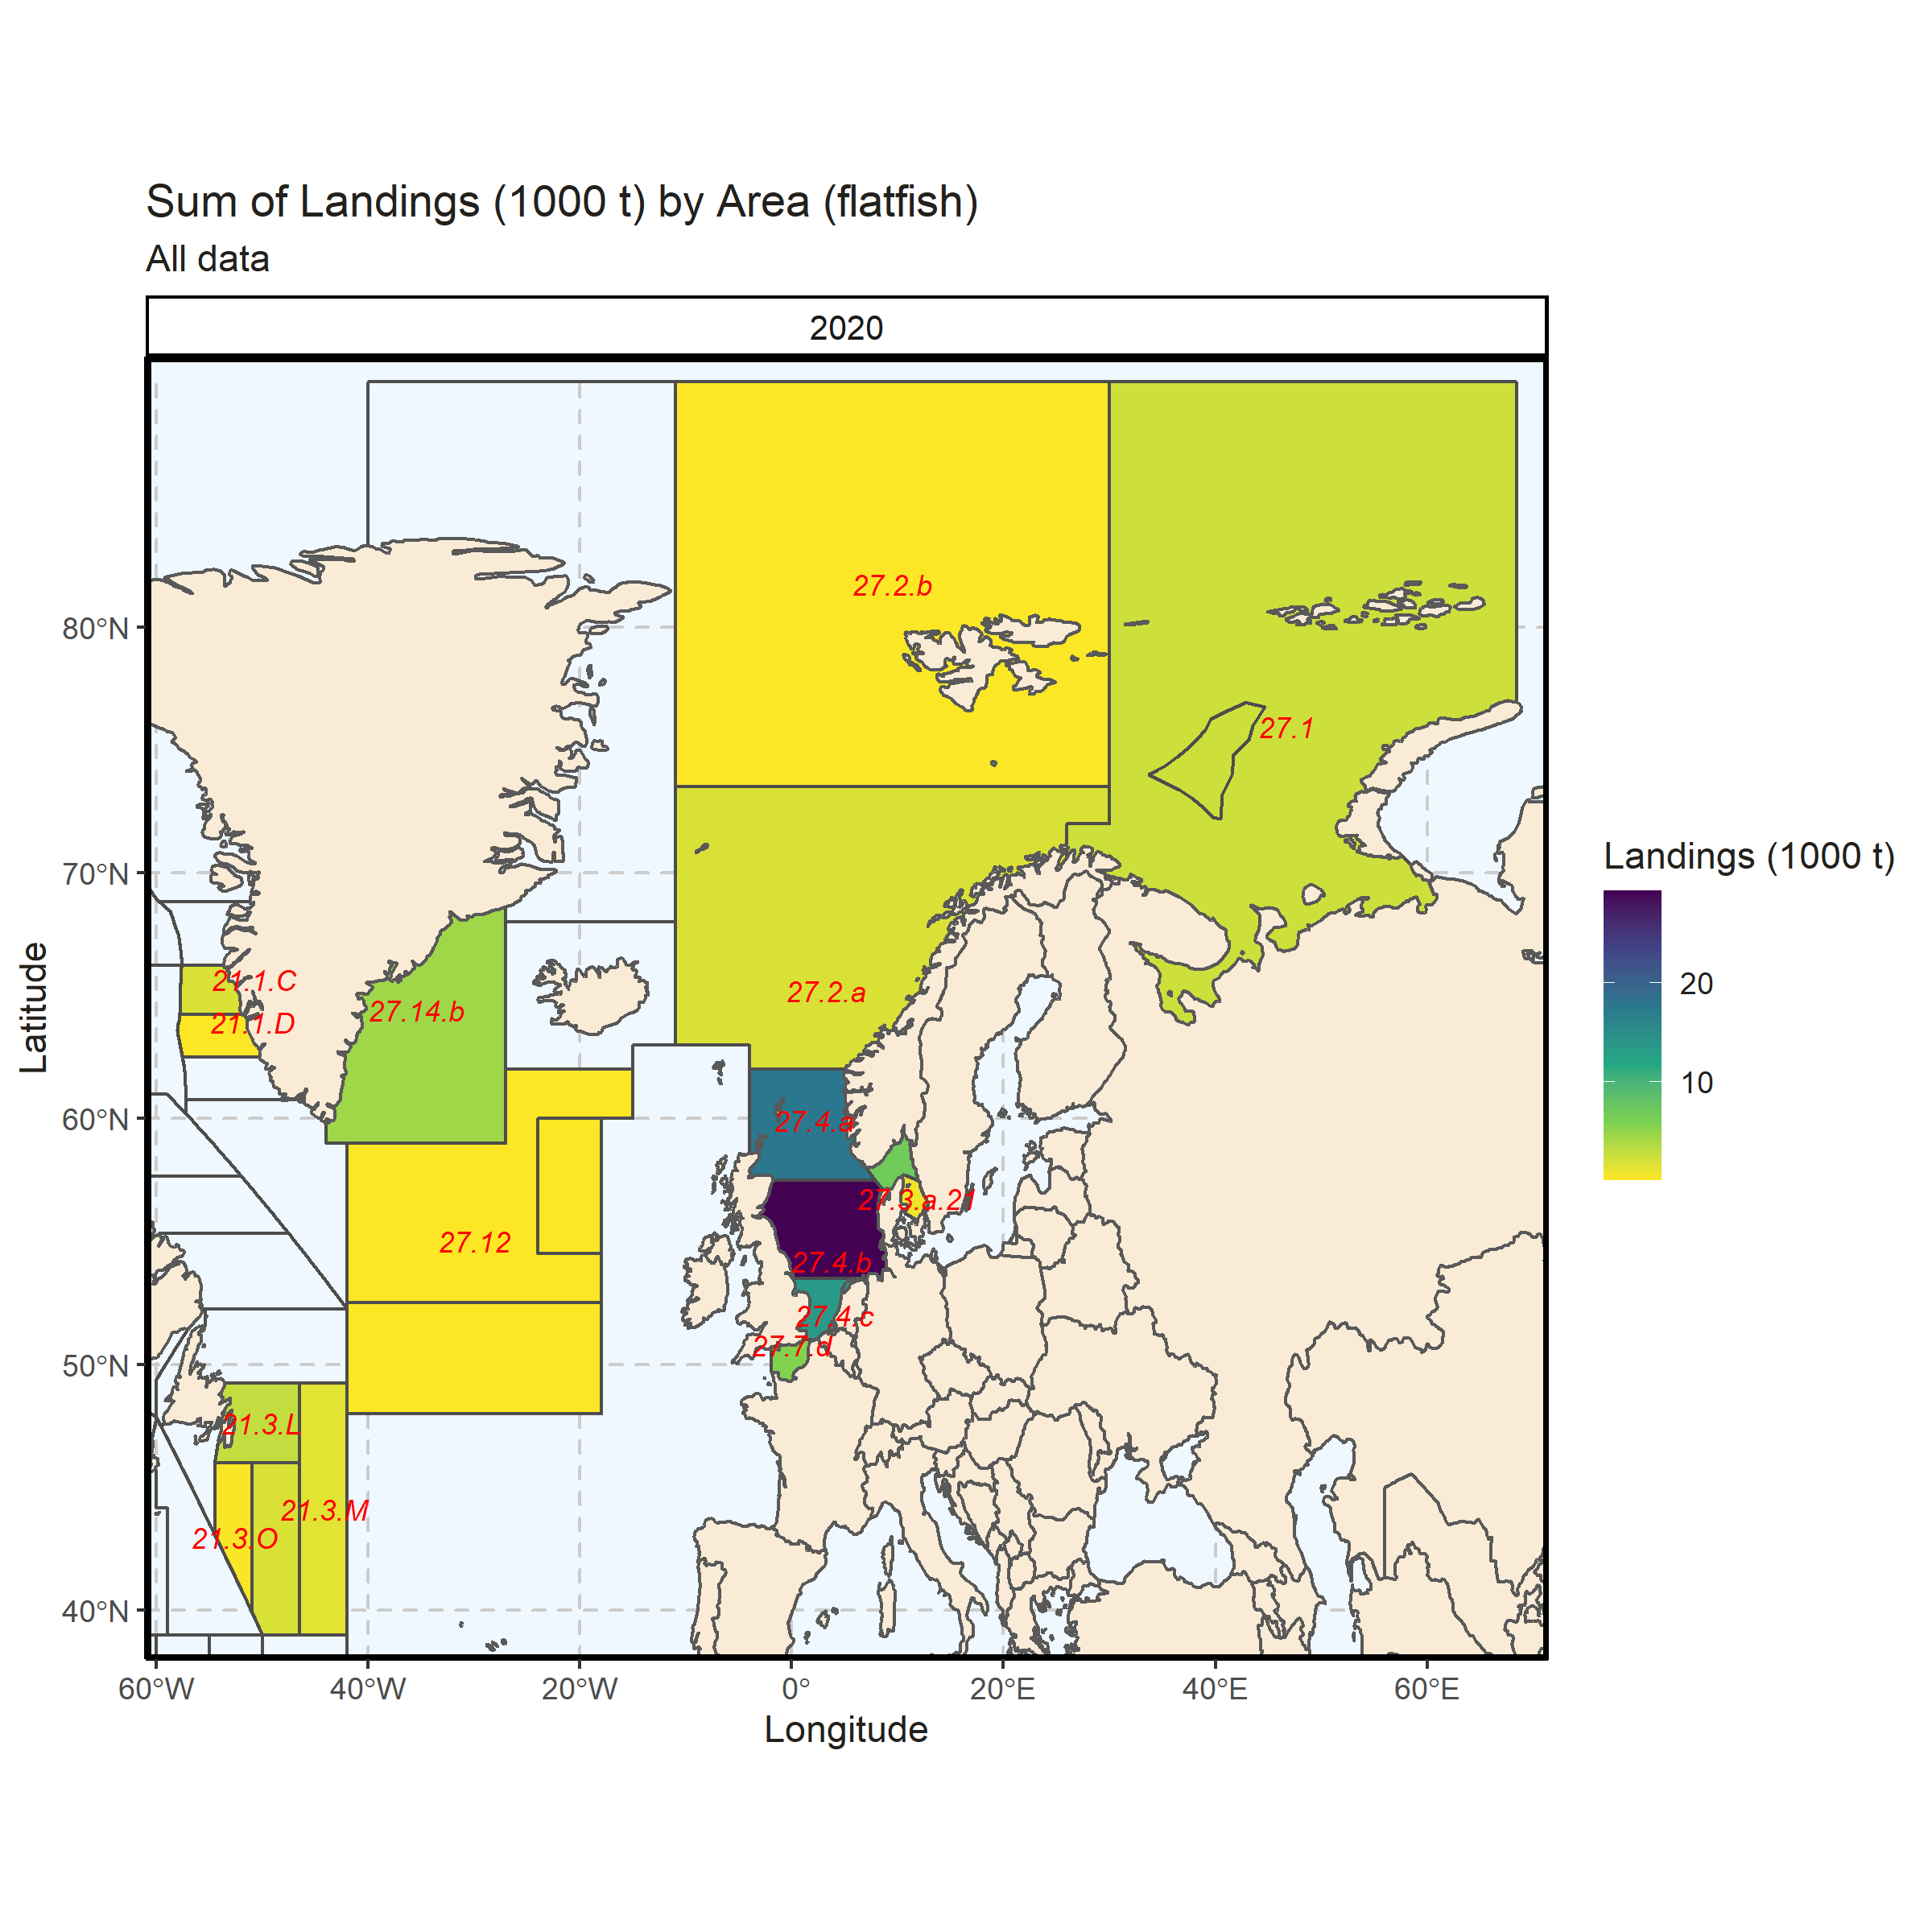 Sum of Landings (1000 t) by Area (flatfish)
All data
2020
27.2.b
80°N
27.1
Landings (1000 t)
70°N
21.1.C
27.2.a
20
27.14.b
21.1.D
Latitude
10
60°N
27.4.a
27.3.a.21
27.12
27.4.b
27.4.c
27.7.d
50°N
21.3.L
21.3.M
21.3.O
40°N
60°W 40°W 20°W 0° 20°E 40°E 60°E
Longitude